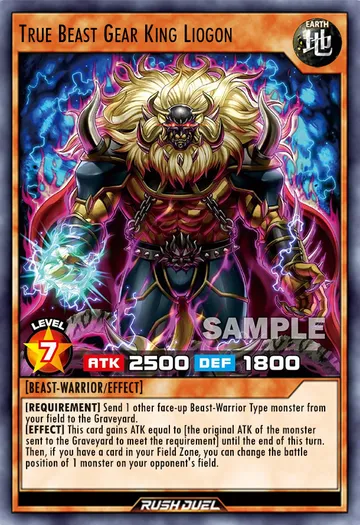 True Beast Gear King Liogon
EARTH
地
SAMPLE
LEVEL
7
ATK 2500 DEF 1800
[BEAST-WARRIOR/EFFECT]
[REQUIREMENT] Send 1 other face-up Beast-Warrior Type monster from
your field to the Graveyard.
[EFFECT] This card gains ATK equal to [the original ATK of the monster
sent to the Graveyard to meet the requirement] until the end of this turn.
Then, if you have a card in your Field Zone, you can change the battle
position of 1 monster on your opponent's field.
RUSH DUEL